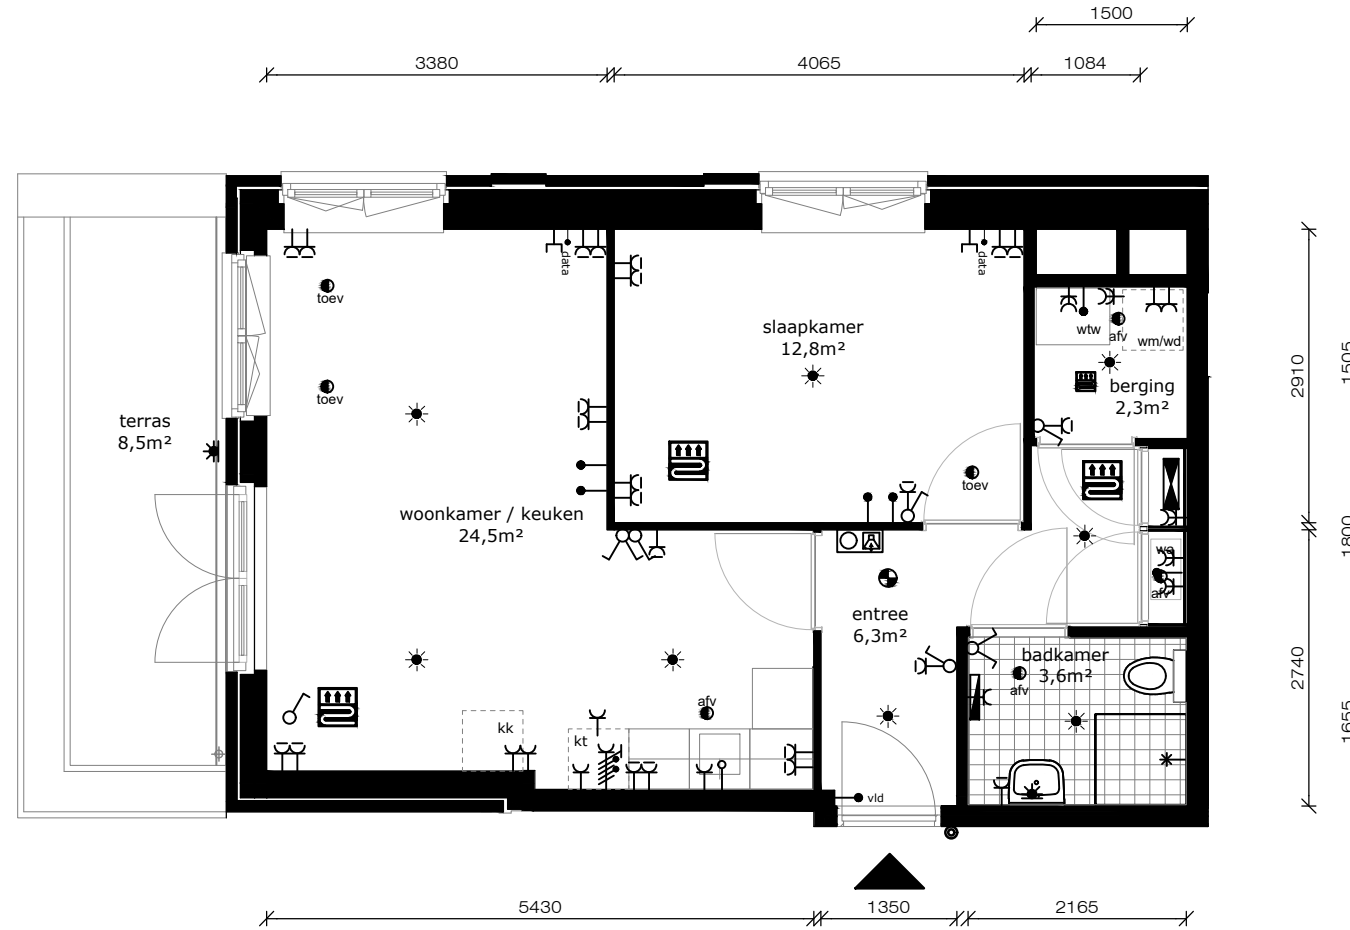 1500
3380
4065
1084
data
data
toev
slaapkamer
12,8m²
wtw
afv
wm/wd
2910
1505
toev
berging
2,3m²
terras
8,5m²
toev
woonkamer / keuken
24,5m²
1800
afv
entree
6,3m²
badkamer
3,6m²
afv
2740
afv
kk
kt
1655
vld
5430
1350
2165